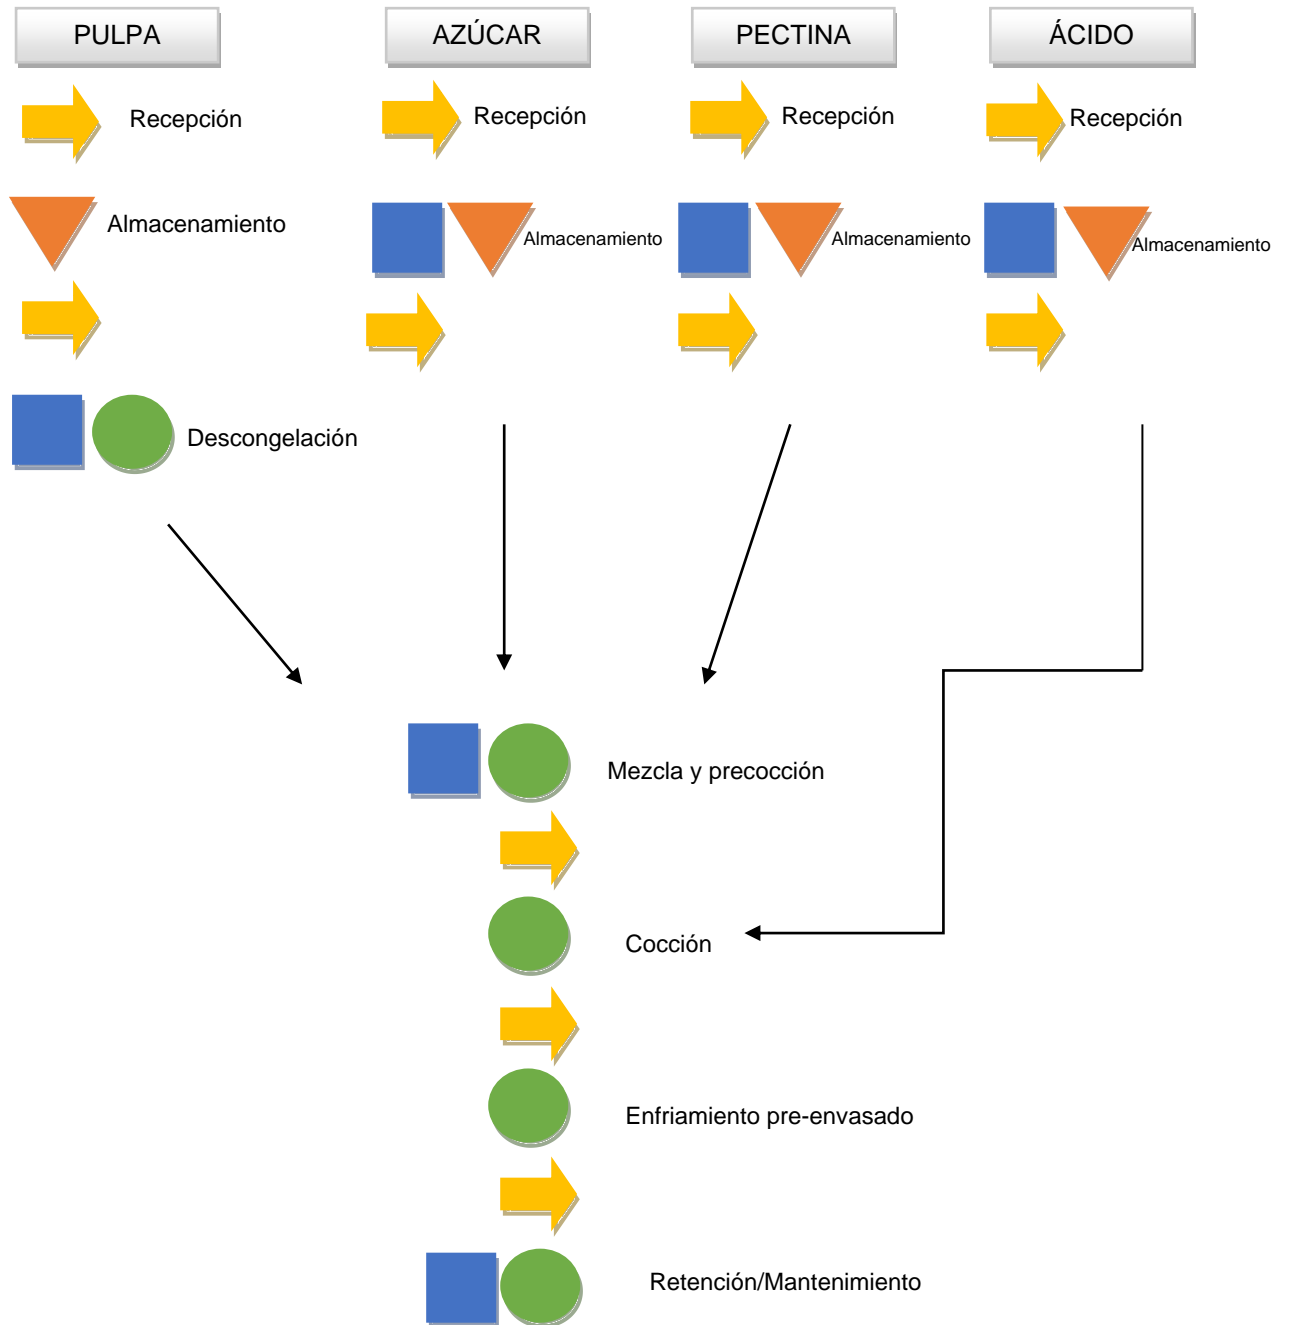 PULPA
AZÚCAR
PECTINA
ÁCIDO
Recepción
Recepción
Recepción
Recepción
Almacenamiento
Almacenamiento
Almacenamiento
Almacenamiento
Descongelación
Mezcla y precocción
Cocción
Enfriamiento pre-envasado
Retención/Mantenimiento